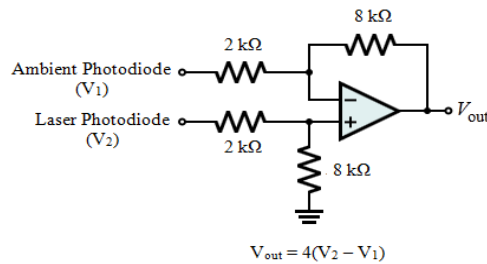 8 kΩ
2 kΩ
Ambient Photodiode
(V₁)
Laser Photodiode
(V₂)
2 kΩ
−
+
Vout
8 kΩ
Vout = 4(V₂ – V₁)